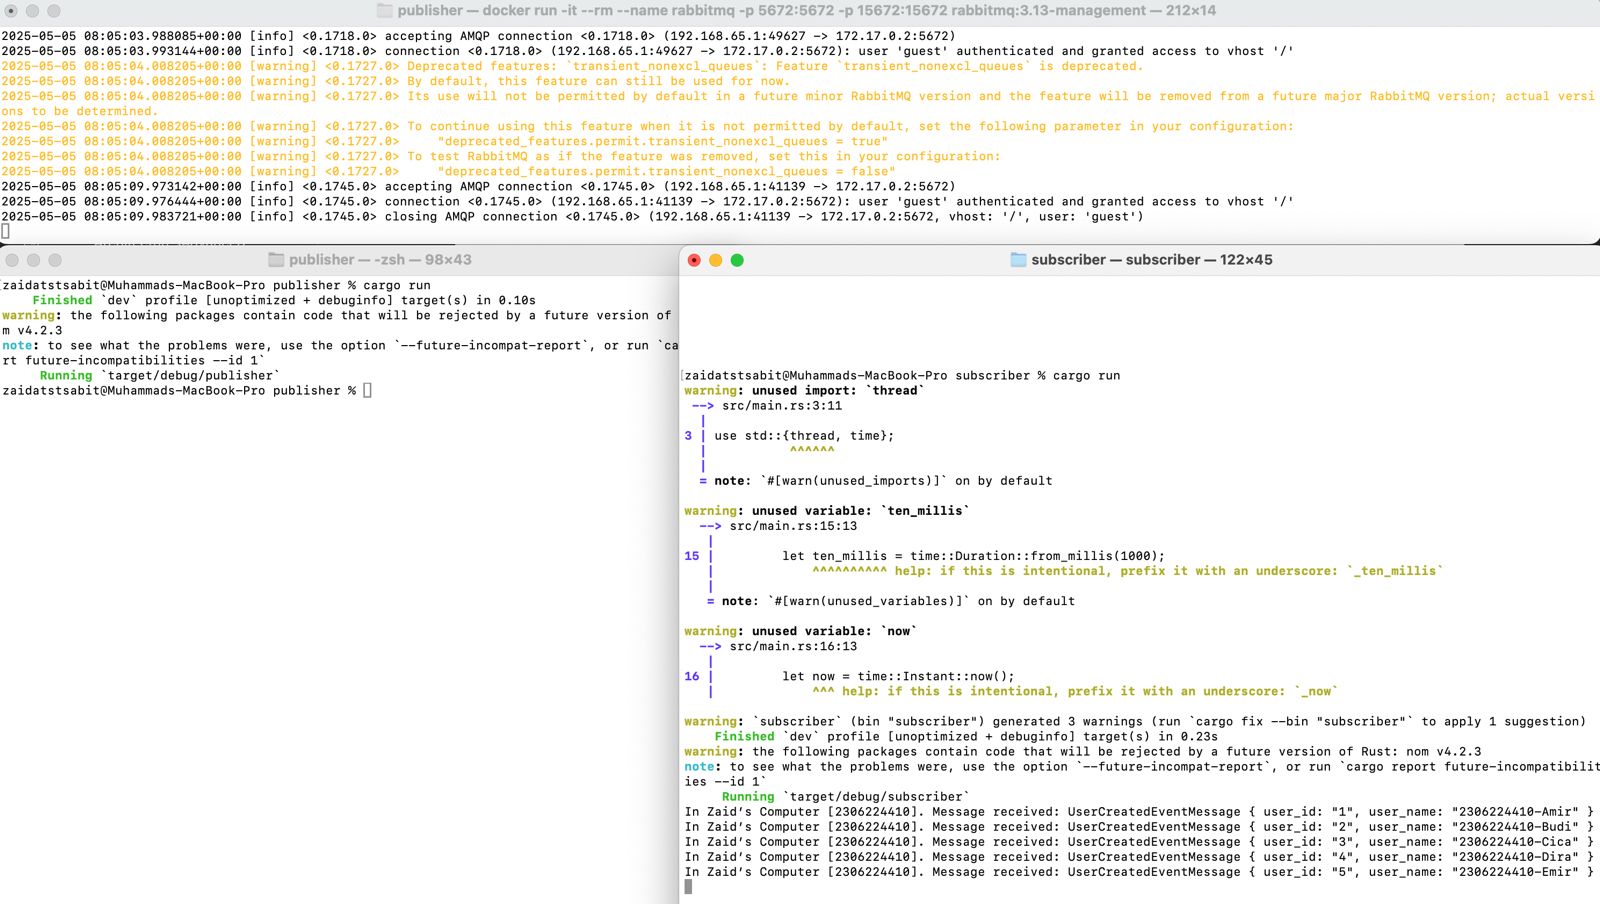 publisher — docker run -it --rm --name rabbitmq -p 5672:5672 -p 15672:15672 rabbitmq:3.13-management — 212×14
2025-05-05 08:05:03.988085+00:00 [info] <0.1718.0> accepting AMQP connection <0.1718.0> (192.168.65.1:49627 -> 172.17.0.2:5672)
2025-05-05 08:05:03.993144+00:00 [info] <0.1718.0> connection <0.1718.0> (192.168.65.1:49627 -> 172.17.0.2:5672): user 'guest' authenticated and granted access to vhost '/'
2025-05-05 08:05:04.008205+00:00 [warning] <0.1727.0> Deprecated features: `transient_nonexcl_queues`: Feature `transient_nonexcl_queues` is deprecated.
2025-05-05 08:05:04.008205+00:00 [warning] <0.1727.0> By default, this feature can still be used for now.
2025-05-05 08:05:04.008205+00:00 [warning] <0.1727.0> Its use will not be permitted by default in a future minor RabbitMQ version and the feature will be removed from a future major RabbitMQ version; actual versi
ons to be determined.
2025-05-05 08:05:04.008205+00:00 [warning] <0.1727.0> To continue using this feature when it is not permitted by default, set the following parameter in your configuration:
2025-05-05 08:05:04.008205+00:00 [warning] <0.1727.0>     "deprecated_features.permit.transient_nonexcl_queues = true"
2025-05-05 08:05:04.008205+00:00 [warning] <0.1727.0> To test RabbitMQ as if the feature was removed, set this in your configuration:
2025-05-05 08:05:04.008205+00:00 [warning] <0.1727.0>     "deprecated_features.permit.transient_nonexcl_queues = false"
2025-05-05 08:05:09.973142+00:00 [info] <0.1745.0> accepting AMQP connection <0.1745.0> (192.168.65.1:41139 -> 172.17.0.2:5672)
2025-05-05 08:05:09.976444+00:00 [info] <0.1745.0> connection <0.1745.0> (192.168.65.1:41139 -> 172.17.0.2:5672): user 'guest' authenticated and granted access to vhost '/'
2025-05-05 08:05:09.983721+00:00 [info] <0.1745.0> closing AMQP connection <0.1745.0> (192.168.65.1:41139 -> 172.17.0.2:5672, vhost: '/', user: 'guest')
publisher — -zsh — 98×43
zaidatstsabit@Muhammads-MacBook-Pro publisher % cargo run
    Finished `dev` profile [unoptimized + debuginfo] target(s) in 0.10s
warning: the following packages contain code that will be rejected by a future version of
m v4.2.3
note: to see what the problems were, use the option `--future-incompat-report`, or run `ca
rt future-incompatibilities --id 1`
     Running `target/debug/publisher`
zaidatstsabit@Muhammads-MacBook-Pro publisher %
subscriber — subscriber — 122×45
zaidatstsabit@Muhammads-MacBook-Pro subscriber % cargo run
warning: unused import: `thread`
 --> src/main.rs:3:11
  |
3 | use std::{thread, time};
  |           ^^^^^^
  |
  = note: `#[warn(unused_imports)]` on by default
warning: unused variable: `ten_millis`
  --> src/main.rs:15:13
   |
15 |         let ten_millis = time::Duration::from_millis(1000);
   |             ^^^^^^^^^^ help: if this is intentional, prefix it with an underscore: `_ten_millis`
   |
   = note: `#[warn(unused_variables)]` on by default
warning: unused variable: `now`
  --> src/main.rs:16:13
   |
16 |         let now = time::Instant::now();
   |             ^^^ help: if this is intentional, prefix it with an underscore: `_now`
warning: `subscriber` (bin "subscriber") generated 3 warnings (run `cargo fix --bin "subscriber"` to apply 1 suggestion)
    Finished `dev` profile [unoptimized + debuginfo] target(s) in 0.23s
warning: the following packages contain code that will be rejected by a future version of Rust: nom v4.2.3
note: to see what the problems were, use the option `--future-incompat-report`, or run `cargo report future-incompatibilit
ies --id 1`
     Running `target/debug/subscriber`
In Zaid’s Computer [2306224410]. Message received: UserCreatedEventMessage { user_id: "1", user_name: "2306224410-Amir" }
In Zaid’s Computer [2306224410]. Message received: UserCreatedEventMessage { user_id: "2", user_name: "2306224410-Budi" }
In Zaid’s Computer [2306224410]. Message received: UserCreatedEventMessage { user_id: "3", user_name: "2306224410-Cica" }
In Zaid’s Computer [2306224410]. Message received: UserCreatedEventMessage { user_id: "4", user_name: "2306224410-Dira" }
In Zaid’s Computer [2306224410]. Message received: UserCreatedEventMessage { user_id: "5", user_name: "2306224410-Emir" }